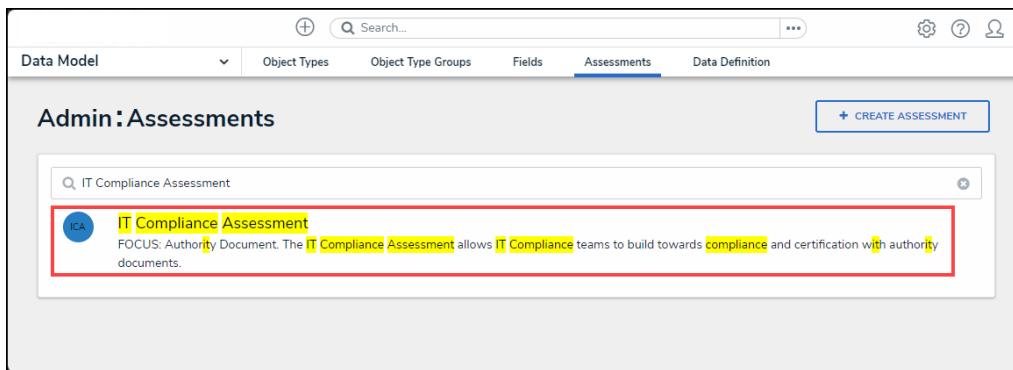 Search...
Data Model
Object Types
Object Type Groups
Fields
Assessments
Data Definition
Admin:Assessments
+ CREATE ASSESSMENT
IT Compliance Assessment
ICA
IT Compliance Assessment
FOCUS: Authority Document. The IT Compliance Assessment allows IT Compliance teams to build towards compliance and certification with authority
documents.